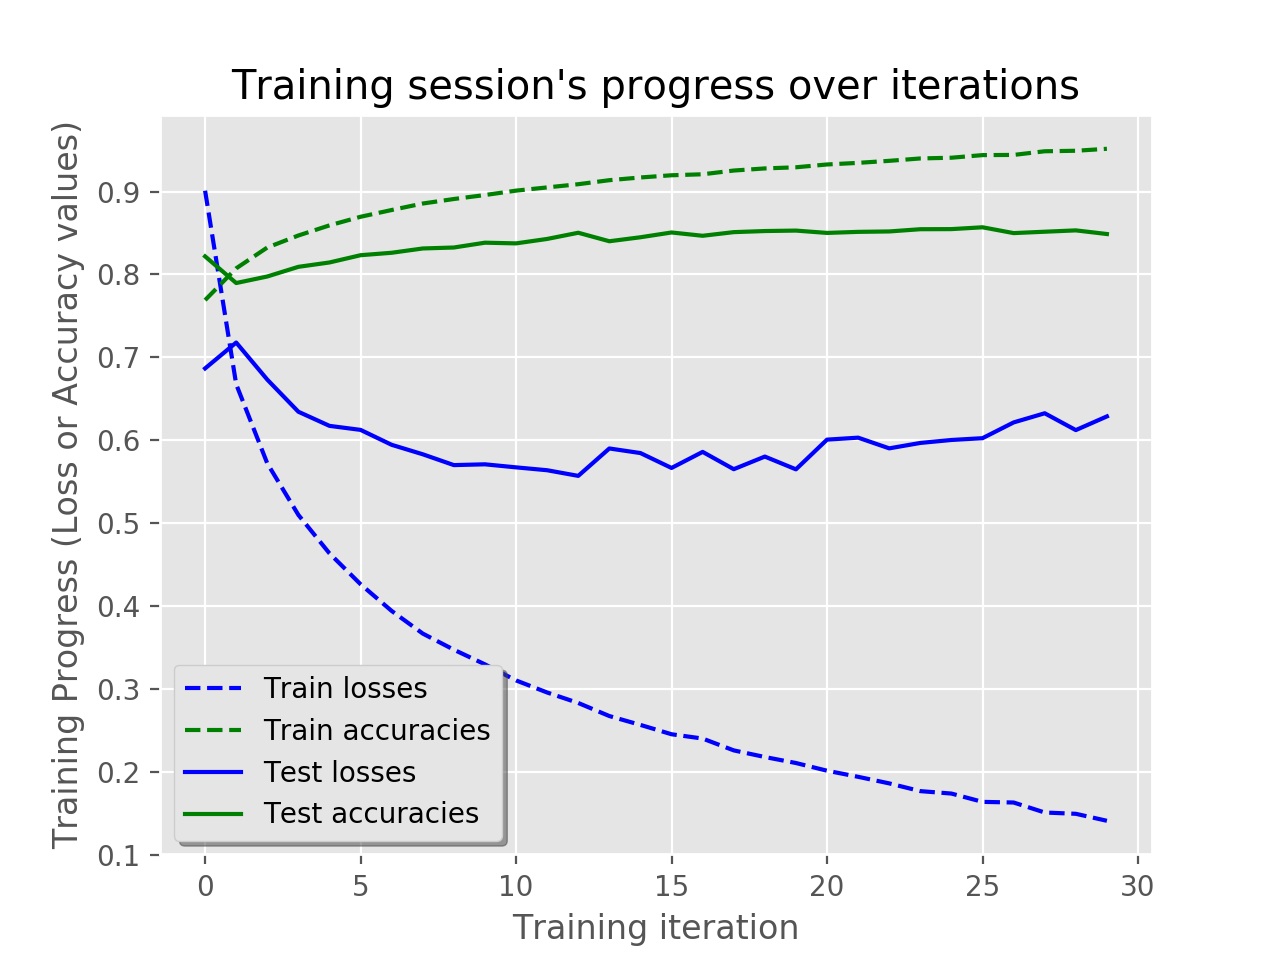 Training session's progress over iterations
Training Progress (Loss or Accuracy values)
0.9
0.8
0.7
0.6
0.5
0.4
0.3
0.2
0.1
Train losses
Train accuracies
Test losses
Test accuracies
0 5 10 15 20 25 30
Training iteration